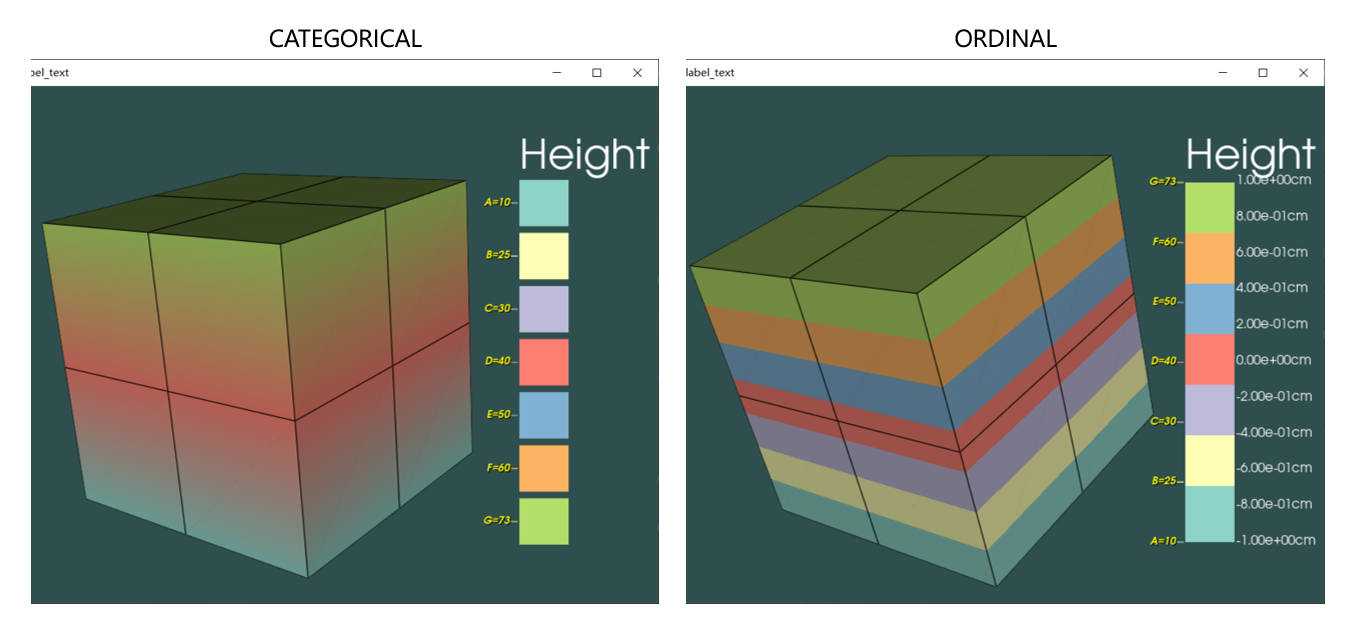 CATEGORICAL
bel_text
Height
A=10
B=25
C=30
D=40
E=50
F=60
G=73
ORDINAL
label_text
Height
G=73
F=60
E=50
D=40
C=30
B=25
A=10
1.00e+00cm
8.00e-01cm
6.00e-01cm
4.00e-01cm
2.00e-01cm
0.00e+00cm
-2.00e-01cm
-4.00e-01cm
-6.00e-01cm
-8.00e-01cm
-1.00e+00cm